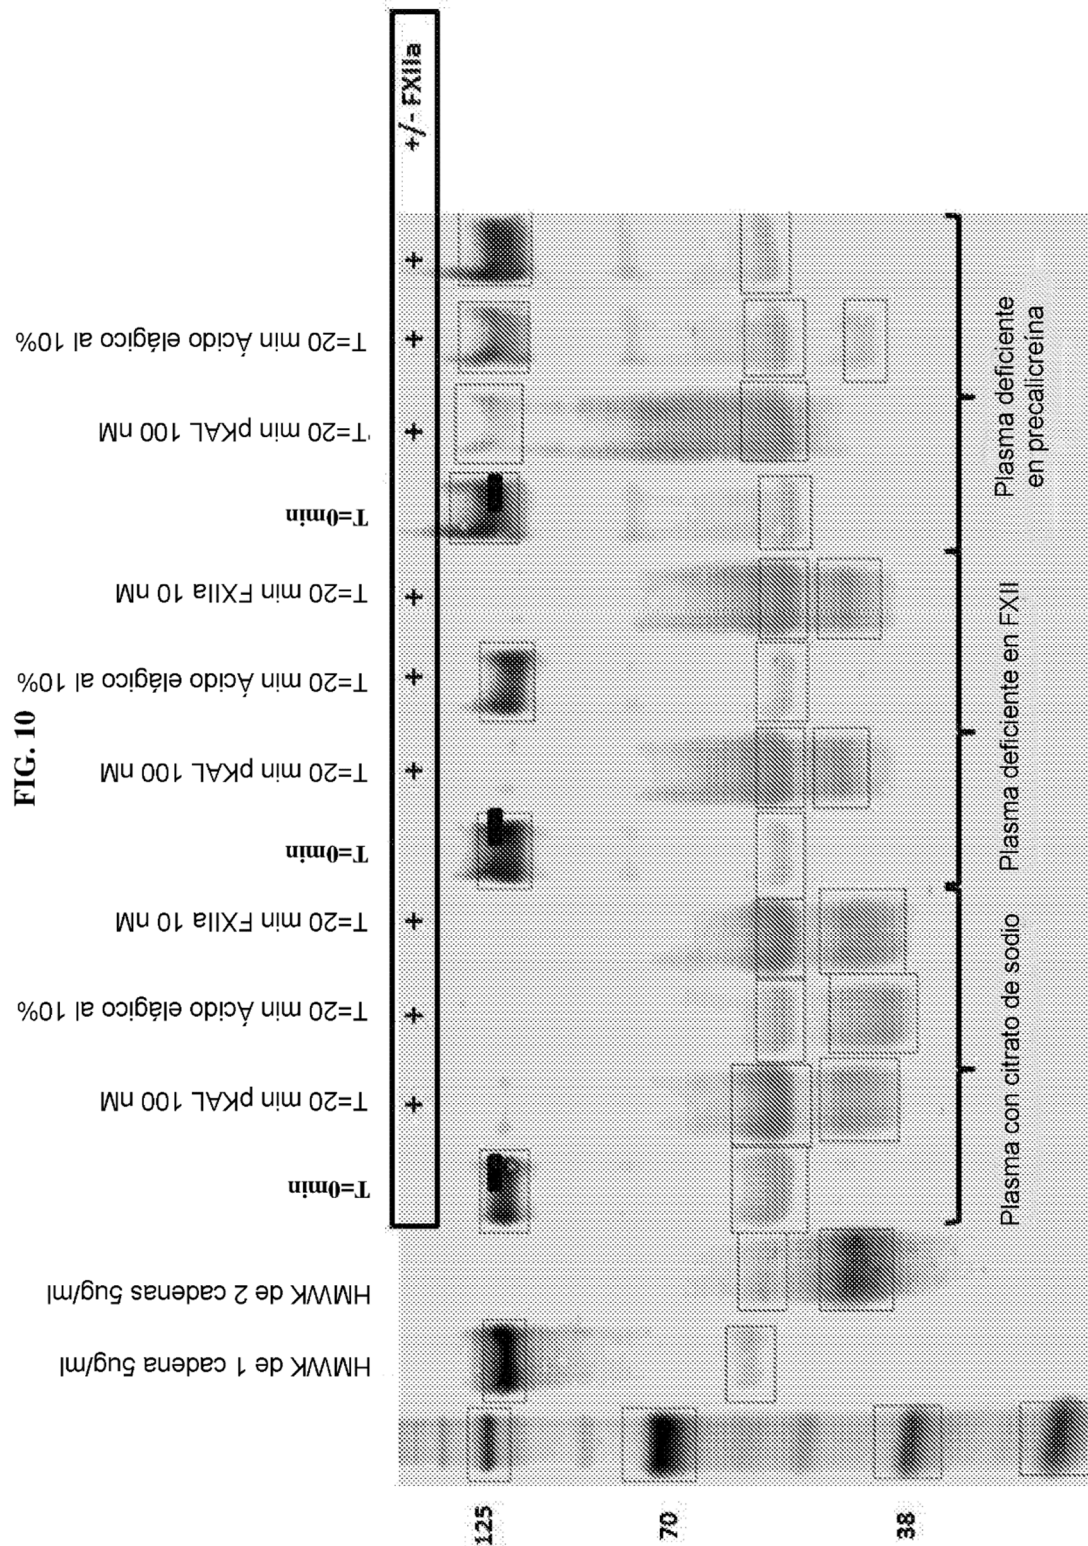 FIG. 10
HMWK de 1 cadena 5ug/ml
HMWK de 2 cadenas 5ug/ml
T=0min
T=20 min pKAL 100 nM
T=20 min Ácido elágico al 10%
T=20 min FXIIa 10 nM
T=0min
T=20 min pKAL 100 nM
T=20 min Ácido elágico al 10%
T=20 min FXIIa 10 nM
T=0min
T=20 min pKAL 100 nM
T=20 min Ácido elágico al 10%
+ + + + + + + + +
+/- FXIIa
125
70
38
Plasma con citrato de sodio
Plasma deficiente en FXII
Plasma deficiente
en precalicreína